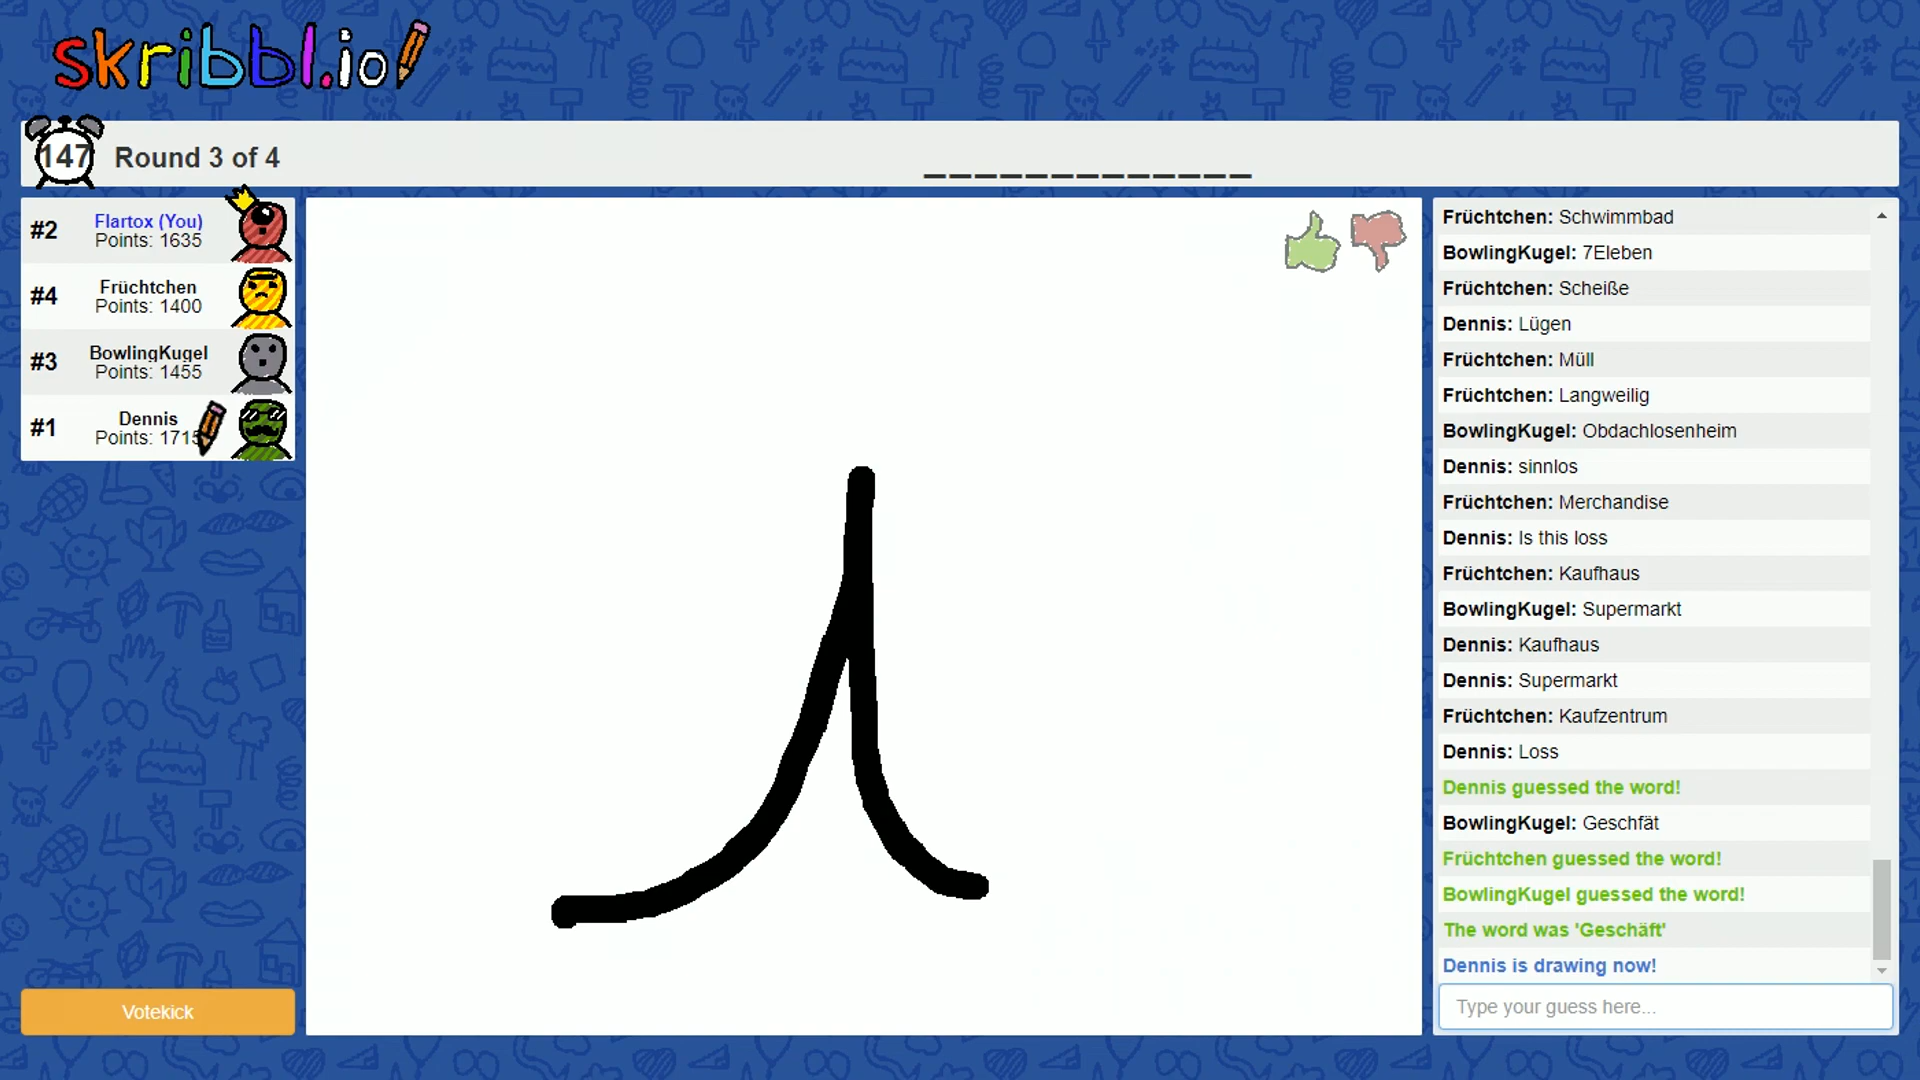 skribbl.io
147
Round 3 of 4
_ _ _ _ _ _ _ _ _ _ _ _ _ _
#2
Flartox (You)
Points: 1635
#4
Früchtchen
Points: 1400
#3
BowlingKugel
Points: 1455
#1
Dennis
Points: 1715
Votekick
Früchtchen: Schwimmbad
BowlingKugel: 7Eleben
Früchtchen: Scheiße
Dennis: Lügen
Früchtchen: Müll
Früchtchen: Langweilig
BowlingKugel: Obdachlosenheim
Dennis: sinnlos
Früchtchen: Merchandise
Dennis: Is this loss
Früchtchen: Kaufhaus
BowlingKugel: Supermarkt
Dennis: Kaufhaus
Dennis: Supermarkt
Früchtchen: Kaufzentrum
Dennis: Loss
Dennis guessed the word!
BowlingKugel: Geschfät
Früchtchen guessed the word!
BowlingKugel guessed the word!
The word was 'Geschäft'
Dennis is drawing now!
Type your guess here...